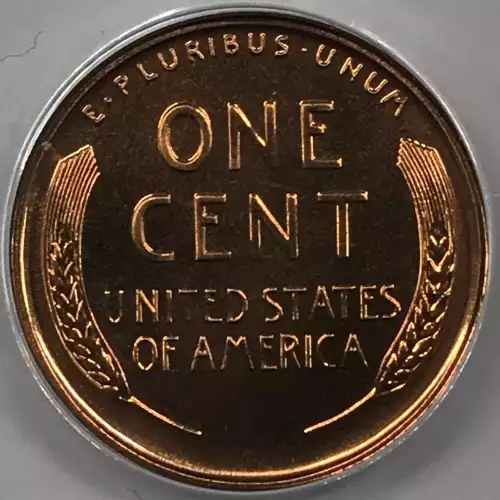 E·PLURIBUS·UNUM
ONE
CENT
UNITED STATES
OF AMERICA